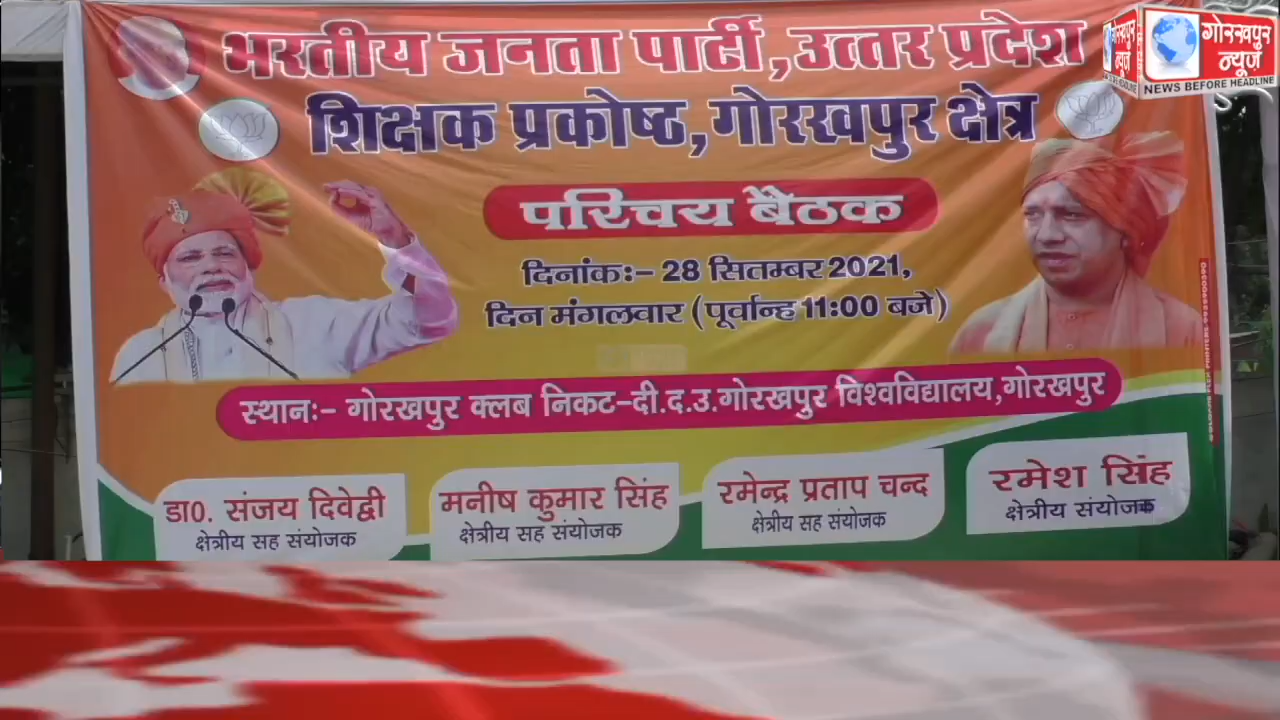 भरतीय जनता पार्टी,उत्तर प्रदेश
शिक्षक प्रकोष्ठ,गोरखपुर क्षेत्र
परिचय बैठक
दिनांकः- 28 सितम्बर 2021,
दिन मंगलवार (पूर्वान्ह 11:00 बजे)
स्थानः- गोरखपुर क्लब निकट-दी.द.उ.गोरखपुर विश्वविद्यालय,गोरखपुर
डा0. संजय दिवेद्वी
क्षेत्रीय सह संयोजक
मनीष कुमार सिंह
क्षेत्रीय सह संयोजक
रमेन्द्र प्रताप चन्द
क्षेत्रीय सह संयोजक
रमेश सिंह
क्षेत्रीय संयोजक
गोरखपुर
न्यूज़
NEWS BEFORE HEADLINE